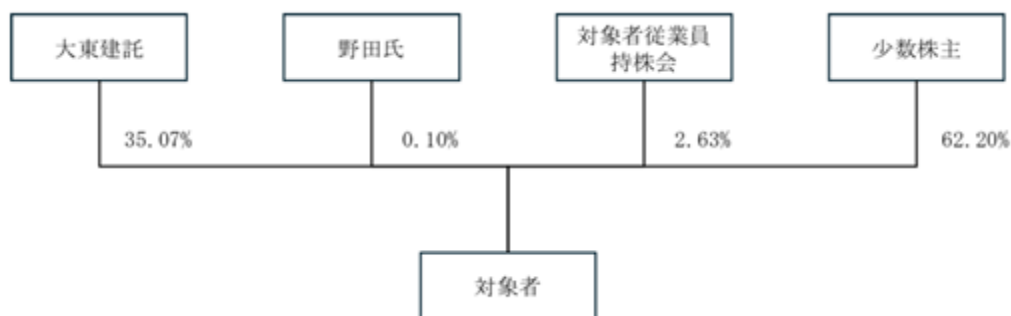 大東建託
野田氏
対象者従業員
持株会
少数株主
35.07%
0.10%
2.63%
62.20%
対象者